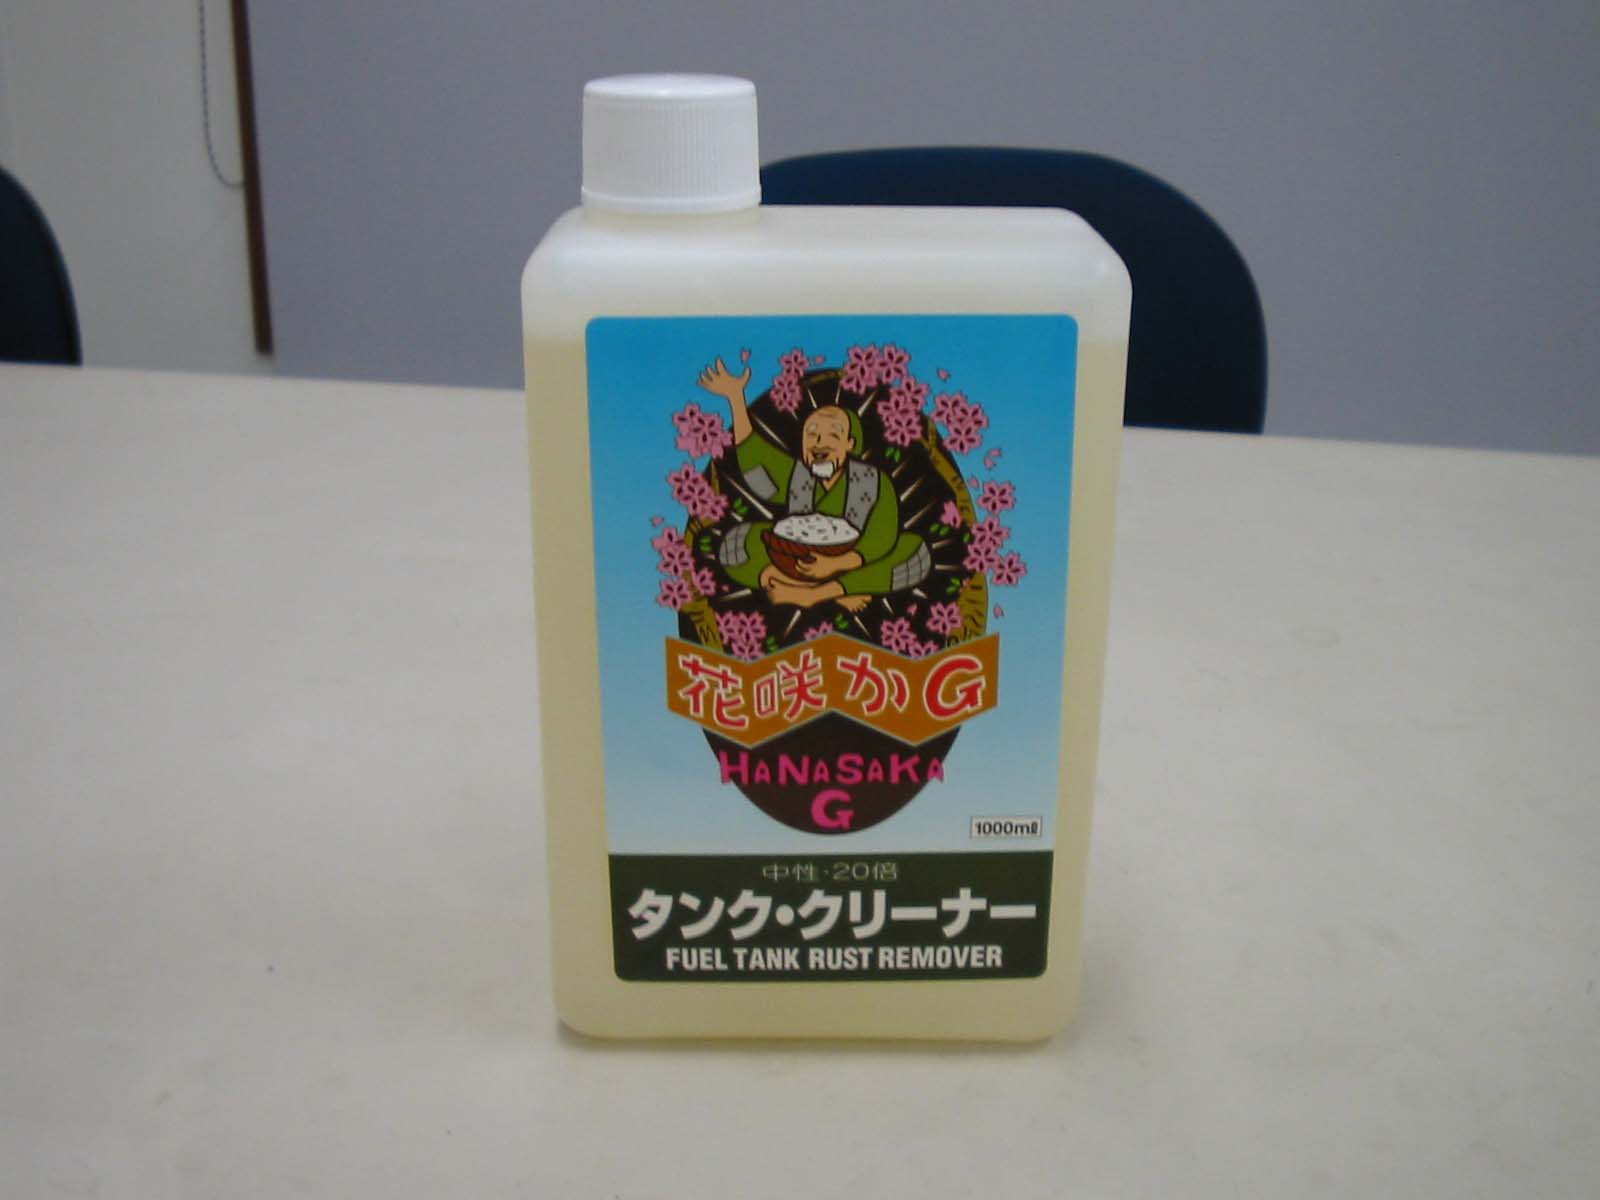 花咲かG
HANASAKA
G
1000mℓ
中性・20倍
タンク・クリーナー
FUEL TANK RUST REMOVER